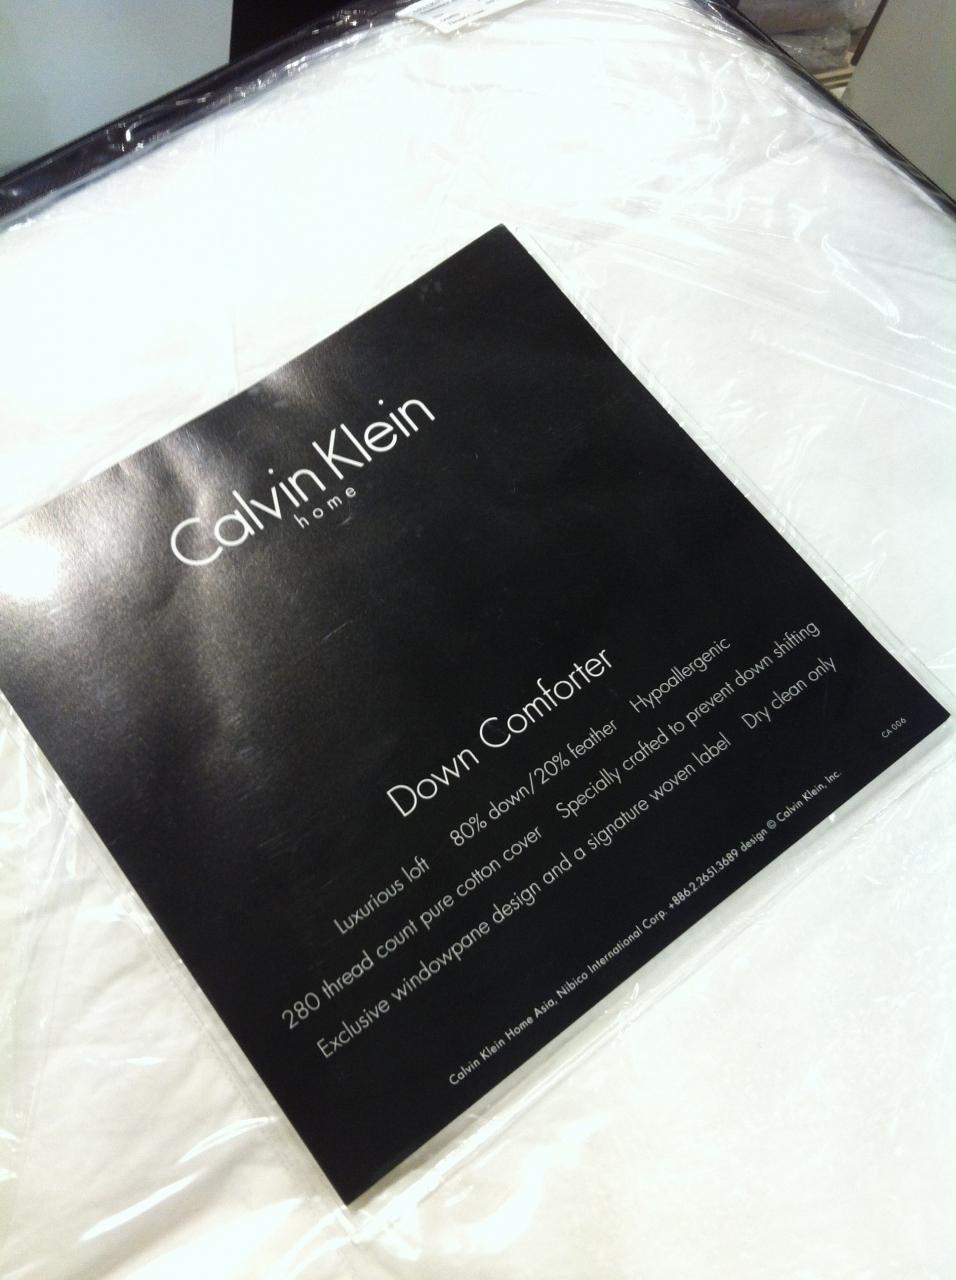 Calvin Klein
home
Down Comforter
Luxurious loft 80% down/20% feather Hypoallergenic
280 thread count pure cotton cover Specially crafted to prevent down shifting
Exclusive windowpane design and a signature woven label Dry clean only
CA 006
Calvin Klein Home Asia, Nibico International Corp. +886.2.2651.3689 design © Calvin Klein, Inc.